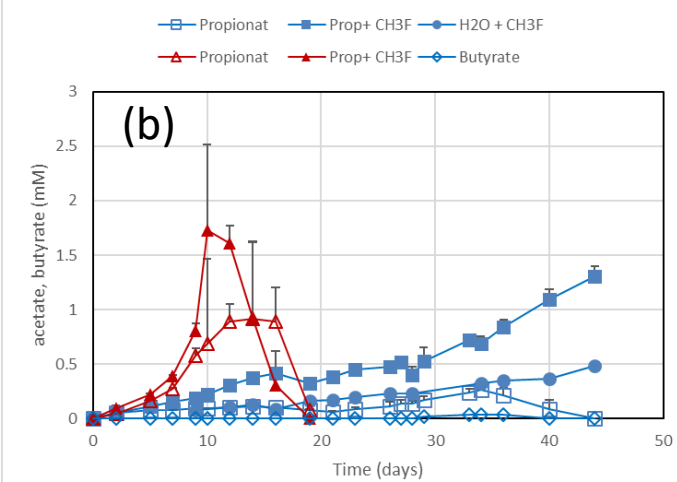 Propionat Prop+ CH3F H2O + CH3F
Propionat Prop+ CH3F Butyrate
(b)
acetate, butyrate (mM)
3
2.5
2
1.5
1
0.5
0
0 10 20 30 40 50
Time (days)